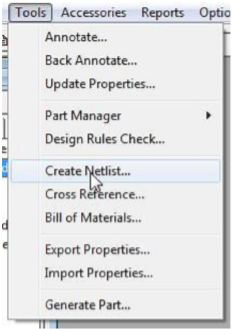 Tools Accessories Reports Optio
Annotate...
Back Annotate...
Update Properties...
Part Manager
Design Rules Check...
Create Netlist...
Cross Reference...
Bill of Materials...
Export Properties...
Import Properties...
Generate Part...